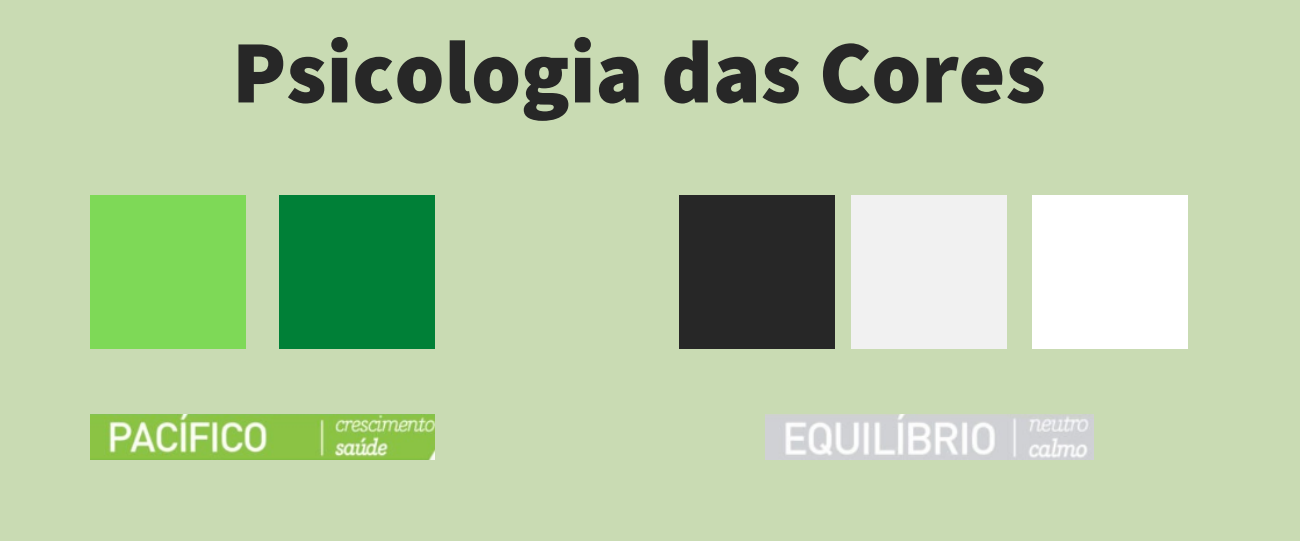 Psicologia das Cores
PACÍFICO
crescimento
saúde
EQUILÍBRIO
neutro
calmo